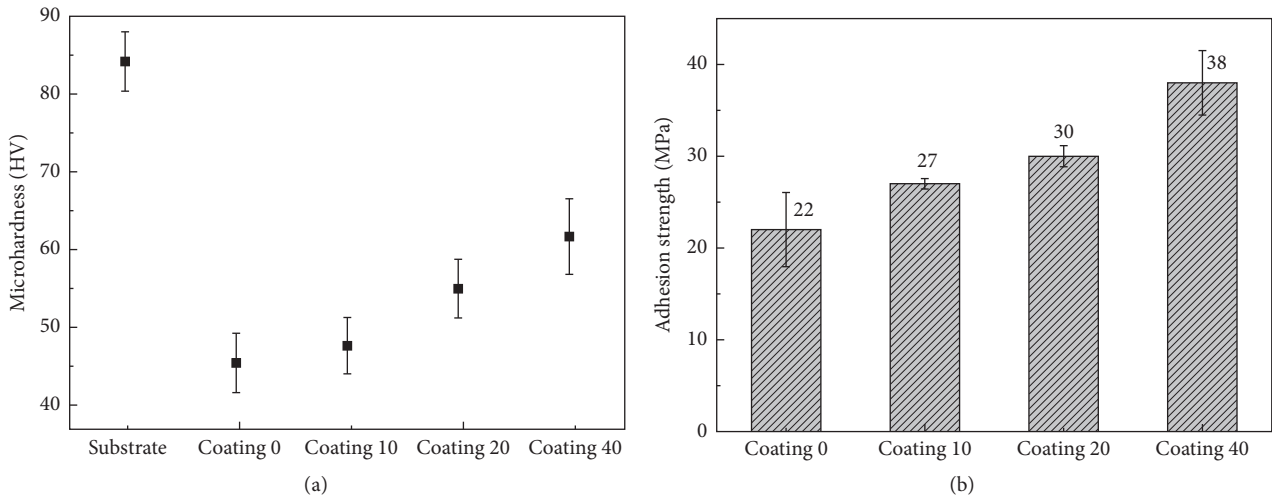 90
80
70
60
50
40
Microhardness (HV)
Substrate Coating 0 Coating 10 Coating 20 Coating 40
(a)
40
30
20
10
0
Adhesion strength (MPa)
22
27
30
38
Coating 0 Coating 10 Coating 20 Coating 40
(b)